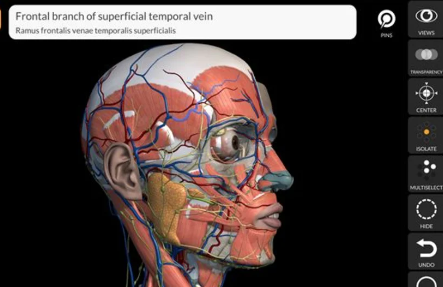 Frontal branch of superficial temporal vein
Ramus frontalis venae temporalis superficialis
PINS
VIEWS
TRANSPARENCY
CENTER
ISOLATE
MULTISELECT
HIDE
UNDO